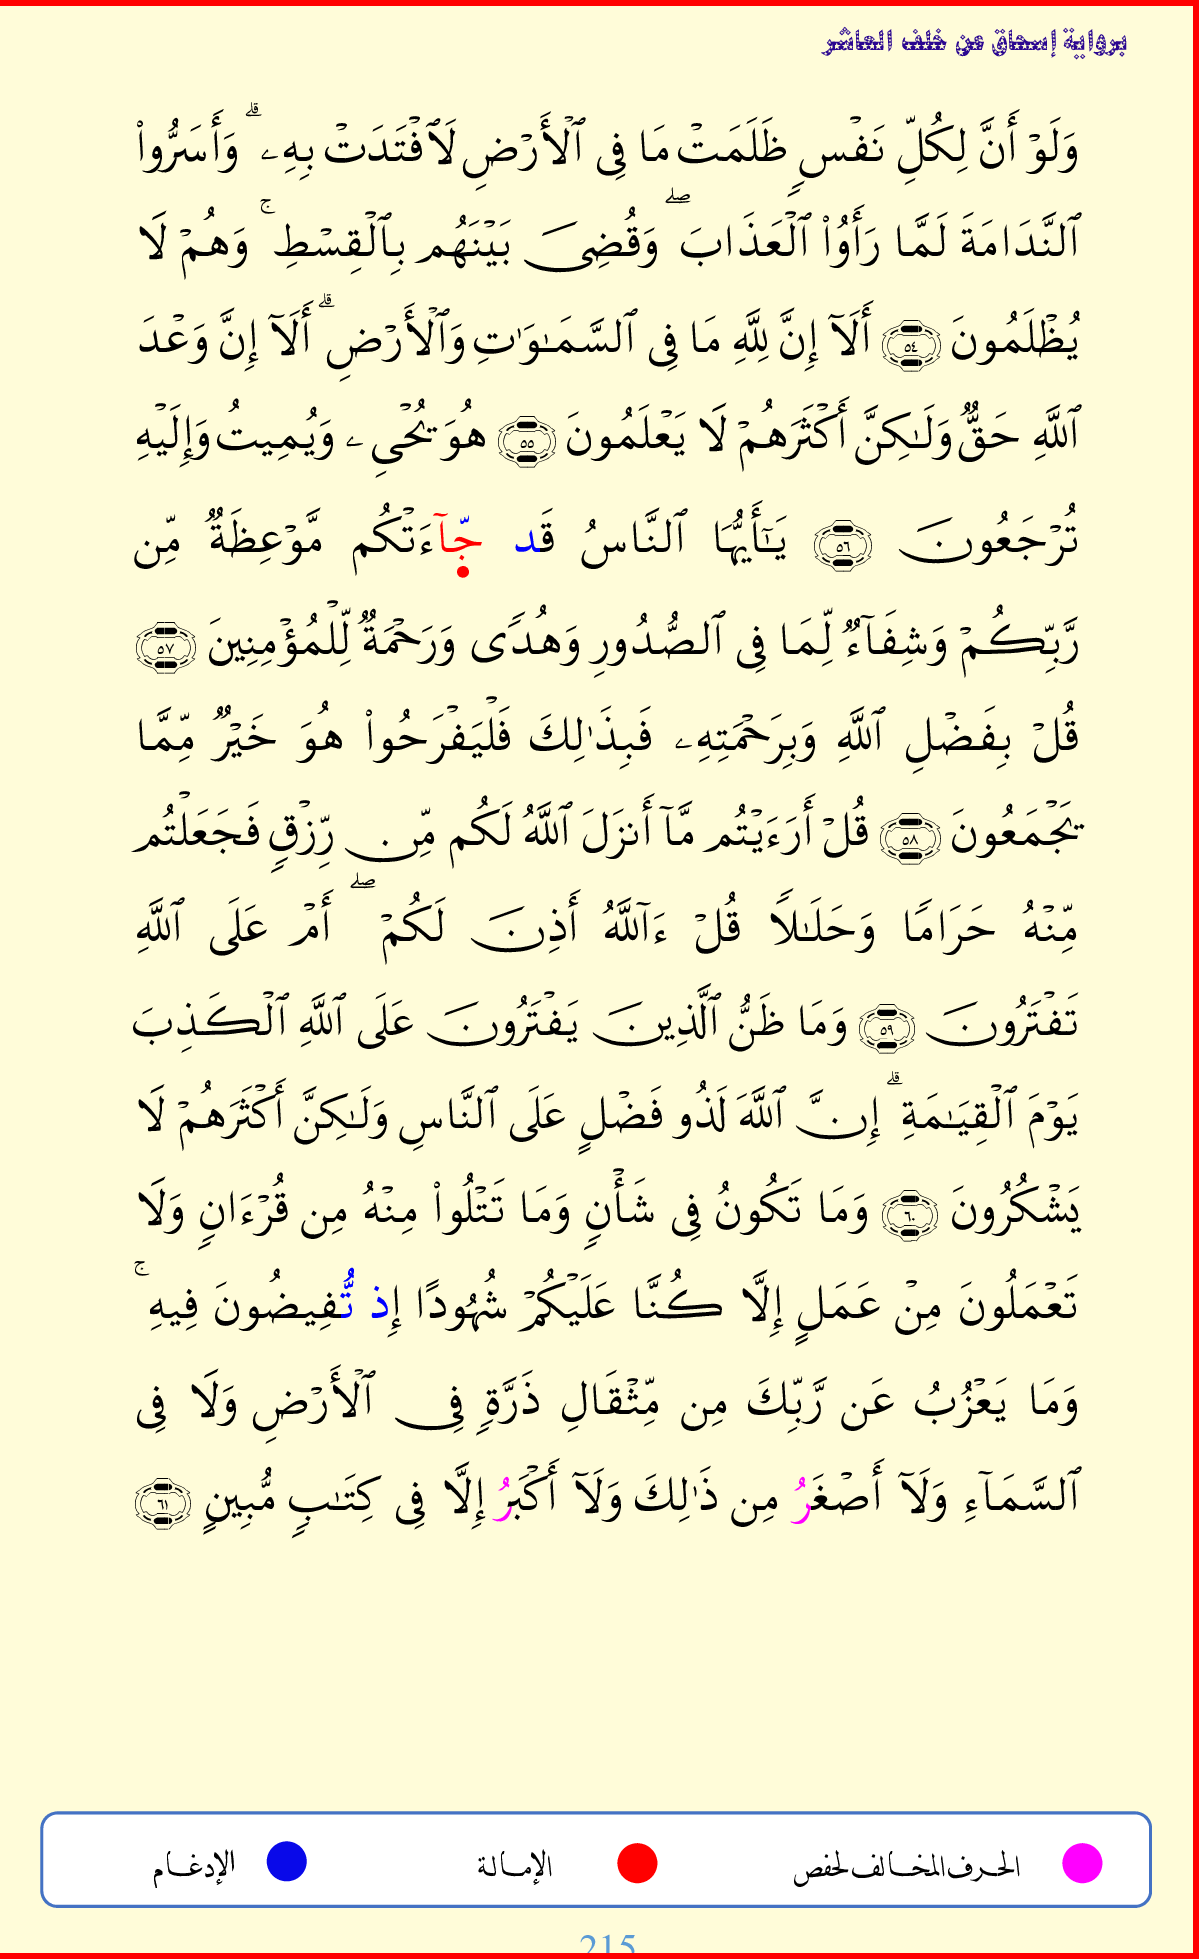 برواية إسحاق عن خلف العاشر
وَلَوۡ أَنَّ لِكُلِّ نَفۡسٖ ظَلَمَتۡ مَا فِي ٱلۡأَرۡضِ لَٱفۡتَدَتۡ بِهِۦۗ وَأَسَرُّواْ
ٱلنَّدَامَةَ لَمَّا رَأَوُاْ ٱلۡعَذَابَۖ وَقُضِيَ بَيۡنَهُم بِٱلۡقِسۡطِۚ وَهُمۡ لَا
يُظۡلَمُونَ ٥٤ أَلَآ إِنَّ لِلَّهِ مَا فِي ٱلسَّمَٰوَٰتِ وَٱلۡأَرۡضِۗ أَلَآ إِنَّ وَعۡدَ
ٱللَّهِ حَقّٞ وَلَٰكِنَّ أَكۡثَرَهُمۡ لَا يَعۡلَمُونَ ٥٥ هُوَ يُحۡيِۦ وَيُمِيتُ وَإِلَيۡهِ
تُرۡجَعُونَ ٥٦ يَٰٓأَيُّهَا ٱلنَّاسُ قَد جَّآءَتۡكُم مَّوۡعِظَةٞ مِّن
رَّبِّكُمۡ وَشِفَآءٞ لِّمَا فِي ٱلصُّدُورِ وَهُدٗى وَرَحۡمَةٞ لِّلۡمُؤۡمِنِينَ ٥٧
قُلۡ بِفَضۡلِ ٱللَّهِ وَبِرَحۡمَتِهِۦ فَبِذَٰلِكَ فَلۡيَفۡرَحُواْ هُوَ خَيۡرٞ مِّمَّا
يَجۡمَعُونَ ٥٨ قُلۡ أَرَءَيۡتُم مَّآ أَنزَلَ ٱللَّهُ لَكُم مِّن رِّزۡقٖ فَجَعَلۡتُم
مِّنۡهُ حَرَامٗا وَحَلَٰلٗا قُلۡ ءَآللَّهُ أَذِنَ لَكُمۡۖ أَمۡ عَلَى ٱللَّهِ
تَفۡتَرُونَ ٥٩ وَمَا ظَنُّ ٱلَّذِينَ يَفۡتَرُونَ عَلَى ٱللَّهِ ٱلۡكَذِبَ
يَوۡمَ ٱلۡقِيَٰمَةِۗ إِنَّ ٱللَّهَ لَذُو فَضۡلٍ عَلَى ٱلنَّاسِ وَلَٰكِنَّ أَكۡثَرَهُمۡ لَا
يَشۡكُرُونَ ٦٠ وَمَا تَكُونُ فِي شَأۡنٖ وَمَا تَتۡلُواْ مِنۡهُ مِن قُرۡءَانٖ وَلَا
تَعۡمَلُونَ مِنۡ عَمَلٍ إِلَّا كُنَّا عَلَيۡكُمۡ شُهُودًا إِذ تُّفِيضُونَ فِيهِۚ
وَمَا يَعۡزُبُ عَن رَّبِّكَ مِن مِّثۡقَالِ ذَرَّةٖ فِي ٱلۡأَرۡضِ وَلَا فِي
ٱلسَّمَآءِ وَلَآ أَصۡغَرُ مِن ذَٰلِكَ وَلَآ أَكۡبَرُ إِلَّا فِي كِتَٰبٖ مُّبِينٍ ٦١
الحرف المخالف لحفص الإمالة الإدغام
215